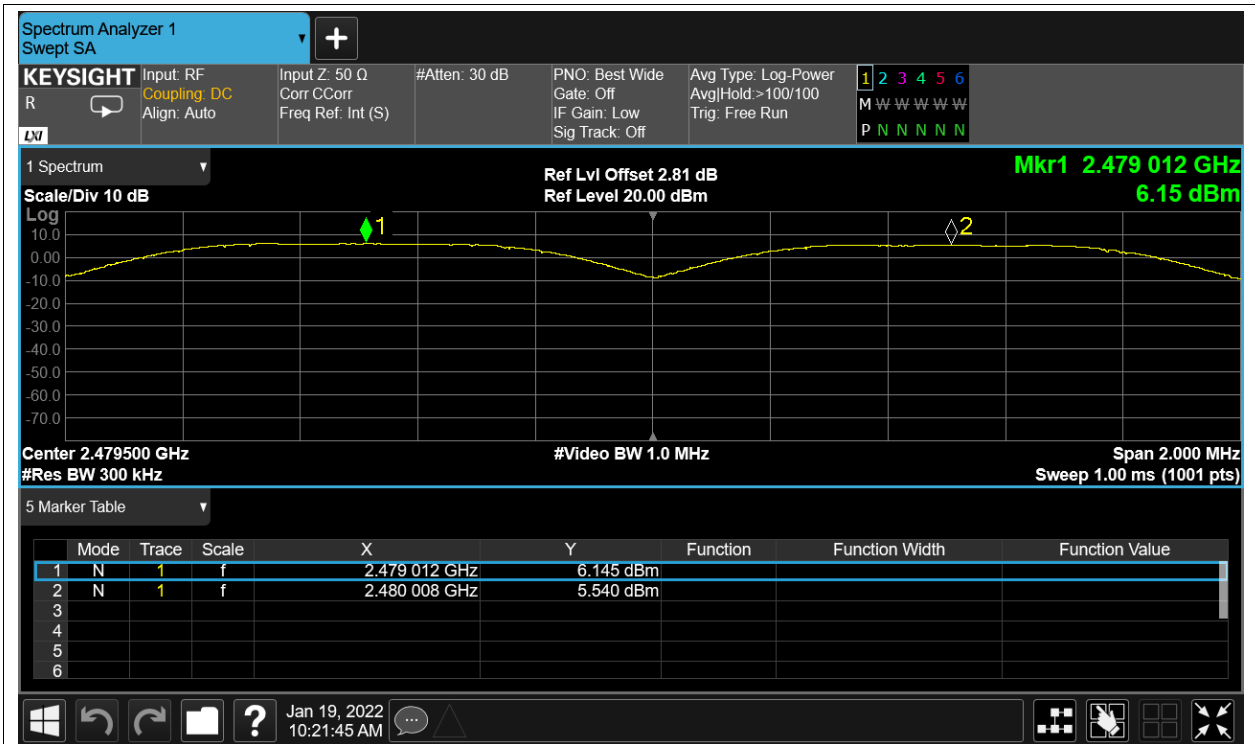 Spectrum Analyzer 1
Swept SA
KEYSIGHT
R
LXI
Input: RF
Coupling: DC
Align: Auto
Input Z: 50 Ω
Corr CCorr
Freq Ref: Int (S)
#Atten: 30 dB
PNO: Best Wide
Gate: Off
IF Gain: Low
Sig Track: Off
Avg Type: Log-Power
Avg|Hold:>100/100
Trig: Free Run
1 2 3 4 5 6
M W W W W W
P N N N N N
1 Spectrum
Scale/Div 10 dB
Ref Lvl Offset 2.81 dB
Ref Level 20.00 dBm
Mkr1 2.479 012 GHz
6.15 dBm
Log
10.0
0.00
-10.0
-20.0
-30.0
-40.0
-50.0
-60.0
-70.0
1
2
Center 2.479500 GHz
#Video BW 1.0 MHz
Span 2.000 MHz
#Res BW 300 kHz
Sweep 1.00 ms (1001 pts)
5 Marker Table
Mode Trace Scale X Y Function Function Width Function Value
1 N 1 f 2.479 012 GHz 6.145 dBm
2 N 1 f 2.480 008 GHz 5.540 dBm
3
4
5
6
?
Jan 19, 2022
10:21:45 AM